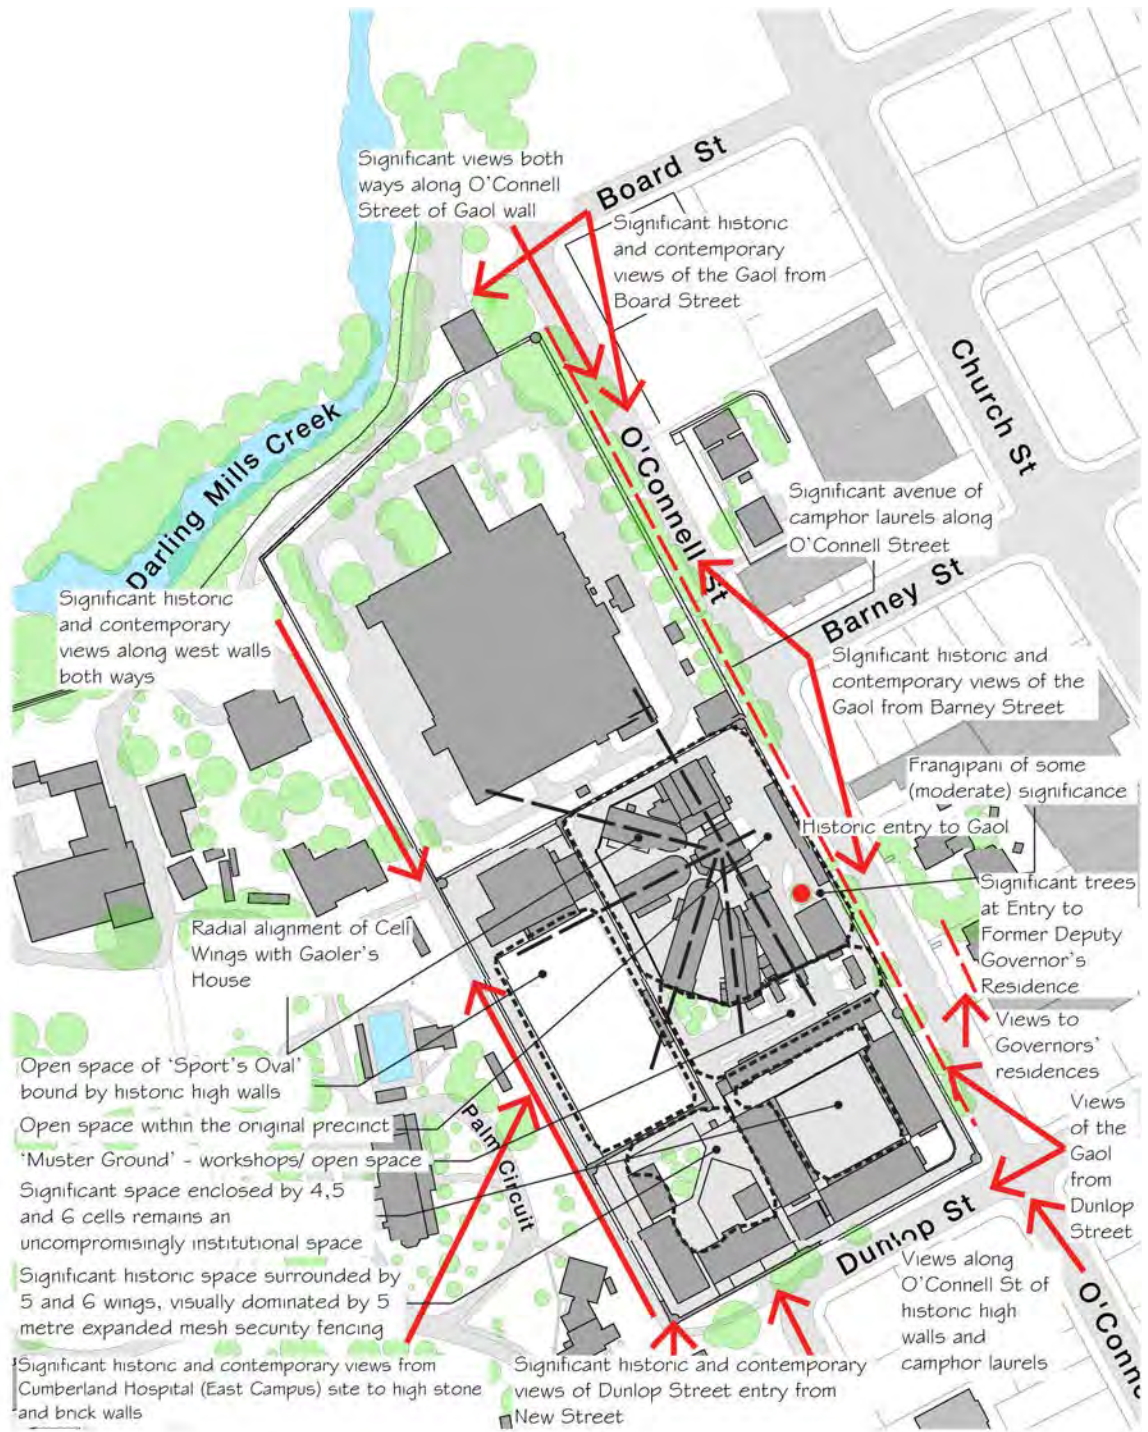 Significant views both
ways along O'Connell
Street of Gaol wall
Board St
Significant historic
and contemporary
views of the Gaol from
Board Street
Church St
Darling Mills Creek
O'Connell St
Significant avenue of
camphor laurels along
O'Connell Street
Barney St
Significant historic
and contemporary
views along west walls
both ways
SIgnificant historic and
contemporary views of the
Gaol from Barney Street
Frangipani of some
(moderate) significance
Historic entry to Gaol
Significant trees
at Entry to
Former Deputy
Governor's
Residence
Radial alignment of Cell
Wings with Gaoler's
House
Views to
Governors'
residences
Open space of 'Sport's Oval'
bound by historic high walls
Open space within the original precinct
'Muster Ground' - workshops/ open space
Significant space enclosed by 4,5
and 6 cells remains an
uncompromisingly institutional space
Significant historic space surrounded by
5 and 6 wings, visually dominated by 5
metre expanded mesh security fencing
Palm Circuit
Views
of the
Gaol
from
Dunlop
Street
Dunlop St
Views along
O'Connell St of
historic high
walls and
camphor laurels
O'Conne
Significant historic and contemporary views from
Cumberland Hospital (East Campus) site to high stone
and brick walls
Significant historic and contemporary
views of Dunlop Street entry from
New Street